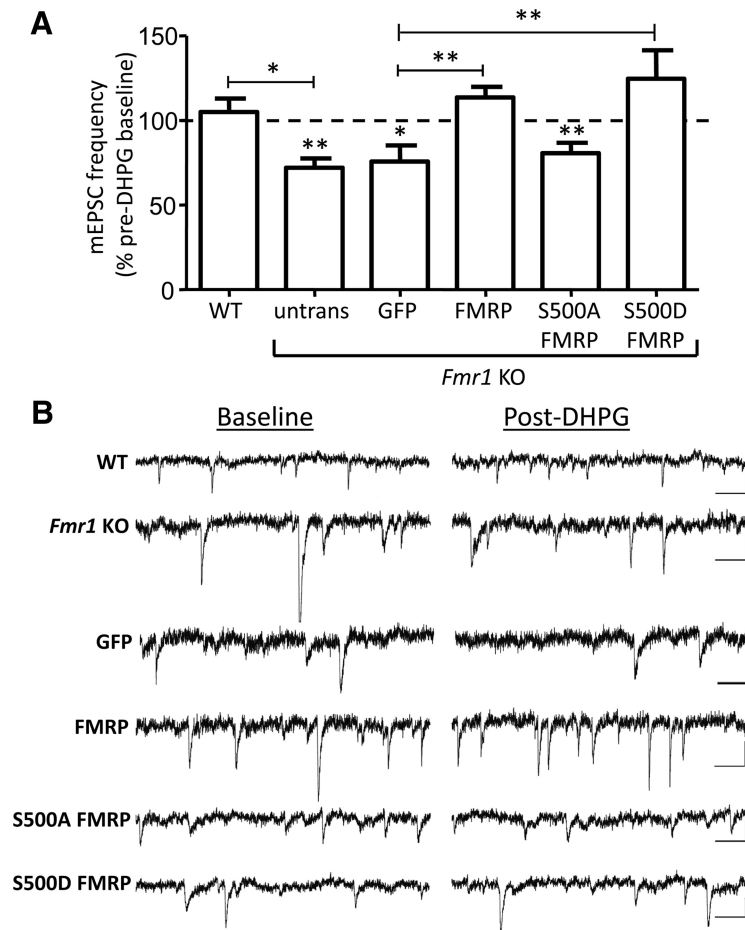 A
mEPSC frequency
(% pre-DHPG baseline)
150
100
50
0
*
**
**
**
*
**
WT
untrans
GFP
FMRP
S500A
FMRP
S500D
FMRP
Fmr1 KO
B
Baseline
Post-DHPG
WT
Fmr1 KO
GFP
FMRP
S500A FMRP
S500D FMRP